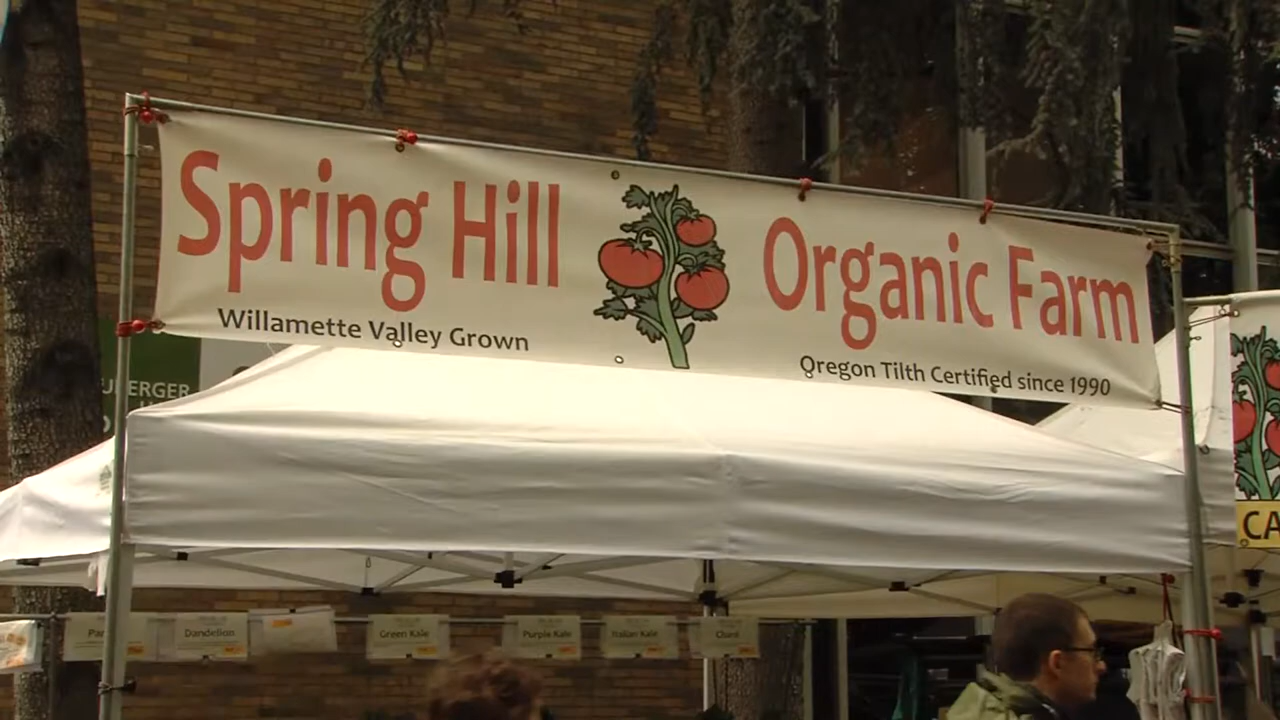 Spring Hill
Organic Farm
Willamette Valley Grown
Oregon Tilth Certified since 1990
Dandelion
Green Kale
Purple Kale
Italian Kale
Chard
CA